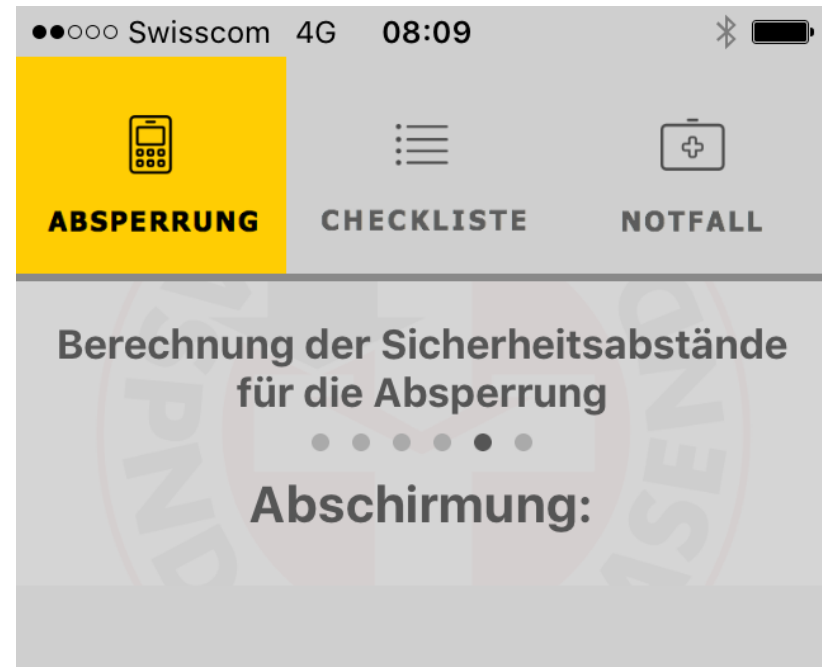 Swisscom 4G 08:09
ABSPERRUNG CHECKLISTE NOTFALL
Berechnung der Sicherheitsabstände
für die Absperrung
Abschirmung: